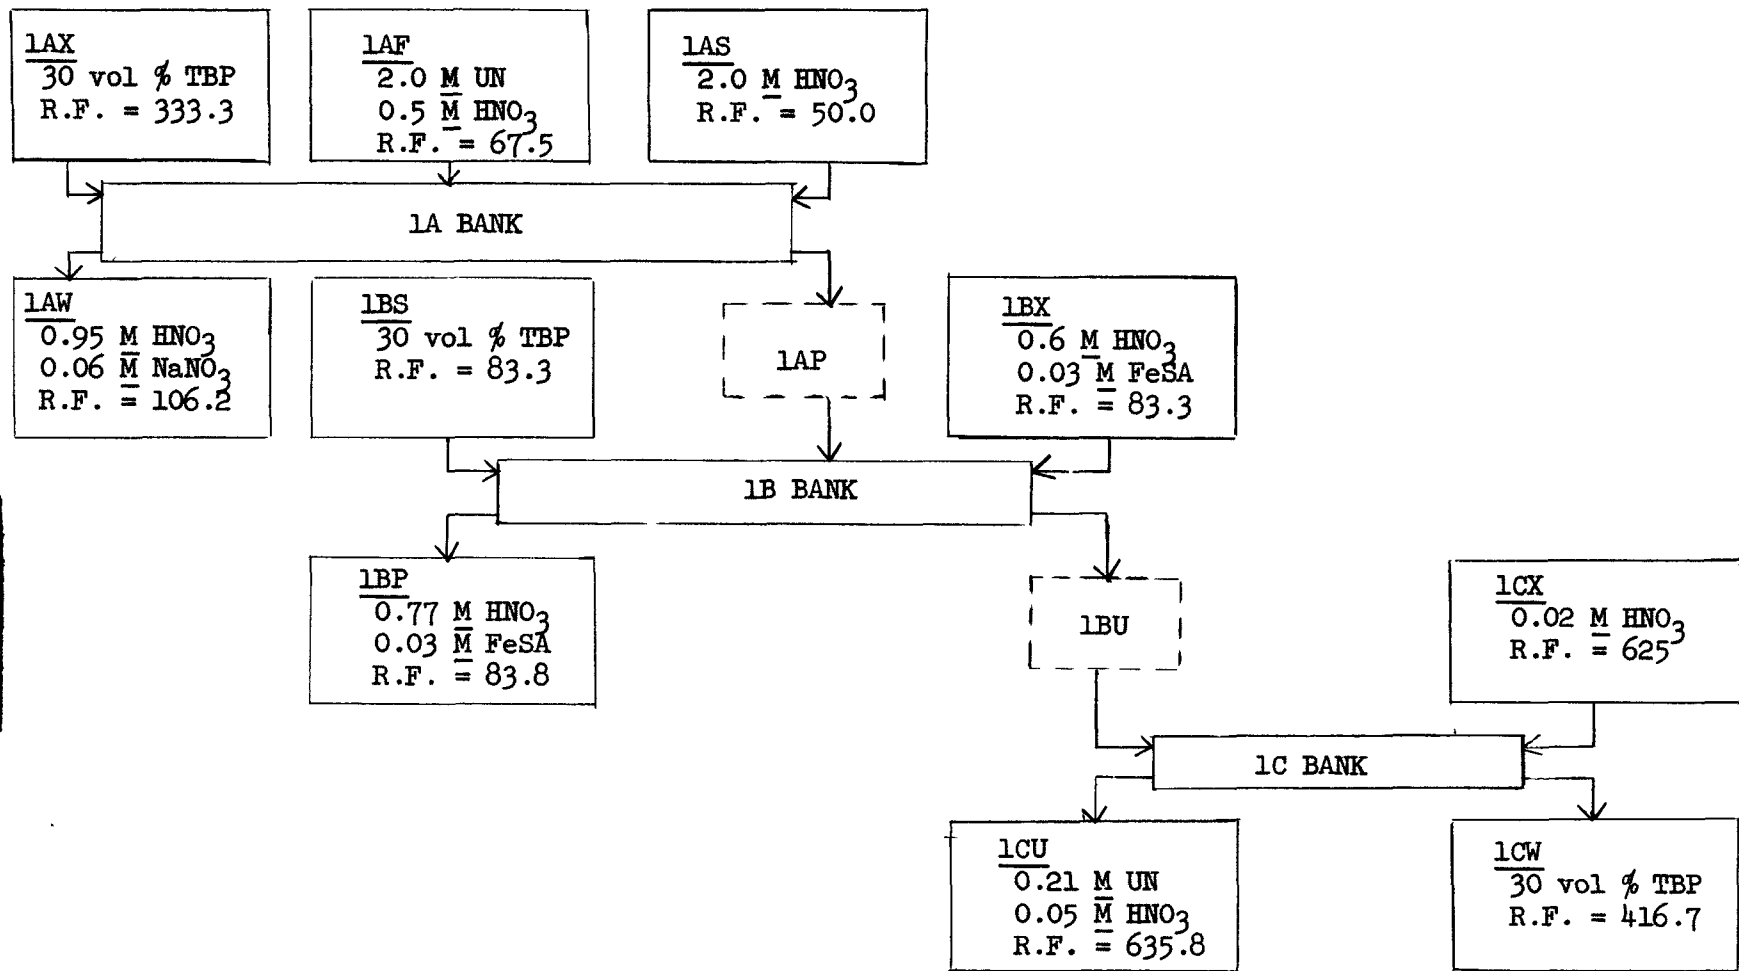 1AX
30 vol % TBP
R.F. = 333.3
1AF
2.0 M UN
0.5 M HNO3
R.F. = 67.5
1AS
2.0 M HNO3
R.F. = 50.0
1A BANK
1AW
0.95 M HNO3
0.06 M NaNO3
R.F. = 106.2
1BS
30 vol % TBP
R.F. = 83.3
1AP
1BX
0.6 M HNO3
0.03 M FeSA
R.F. = 83.3
1B BANK
1BP
0.77 M HNO3
0.03 M FeSA
R.F. = 83.8
1BU
1CX
0.02 M HNO3
R.F. = 625
1C BANK
1CU
0.21 M UN
0.05 M HNO3
R.F. = 635.8
1CW
30 vol % TBP
R.F. = 416.7